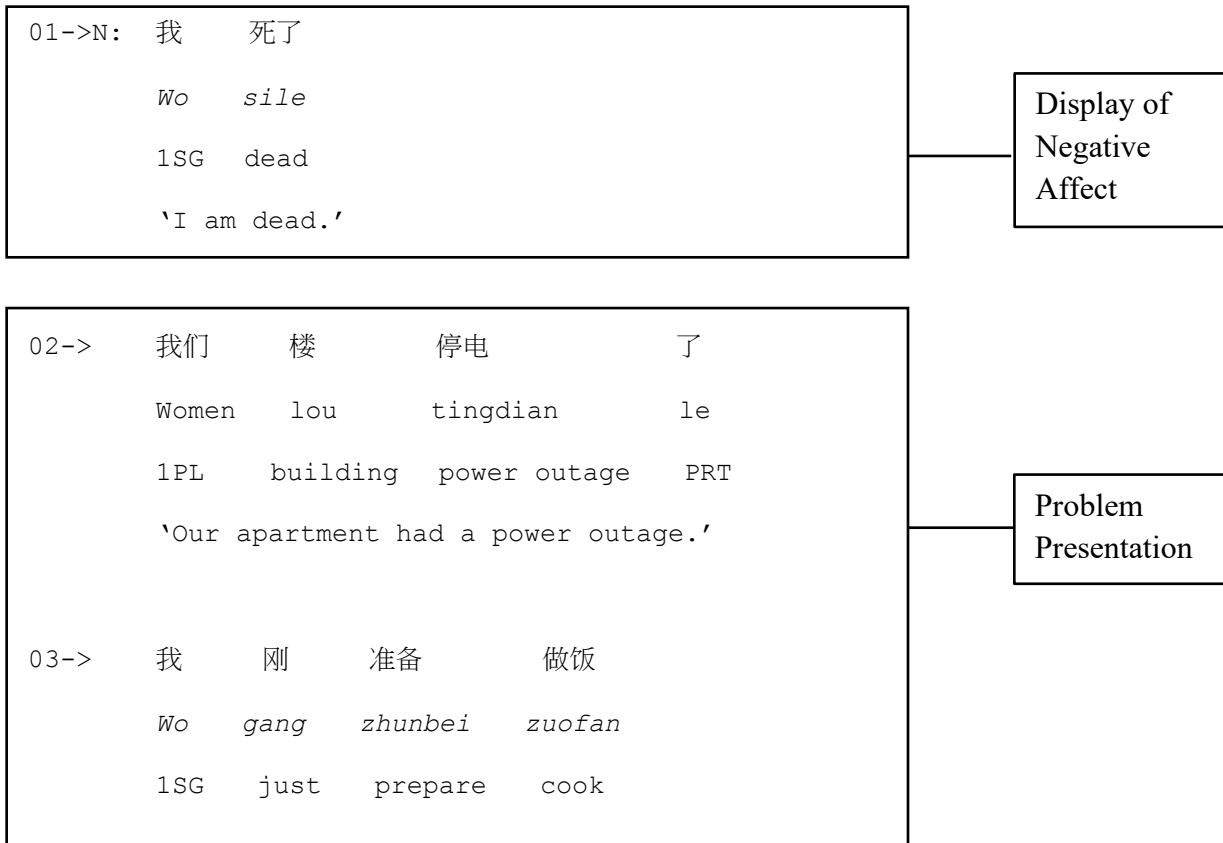 01->N: 我 死了
Wo sile
1SG dead
‘I am dead.’
Display of
Negative
Affect
02-> 我们 楼 停电 了
Women lou tingdian le
1PL building power outage PRT
‘Our apartment had a power outage.’
Problem
Presentation
03-> 我 刚 准备 做饭
Wo gang zhunbei zuofan
1SG just prepare cook